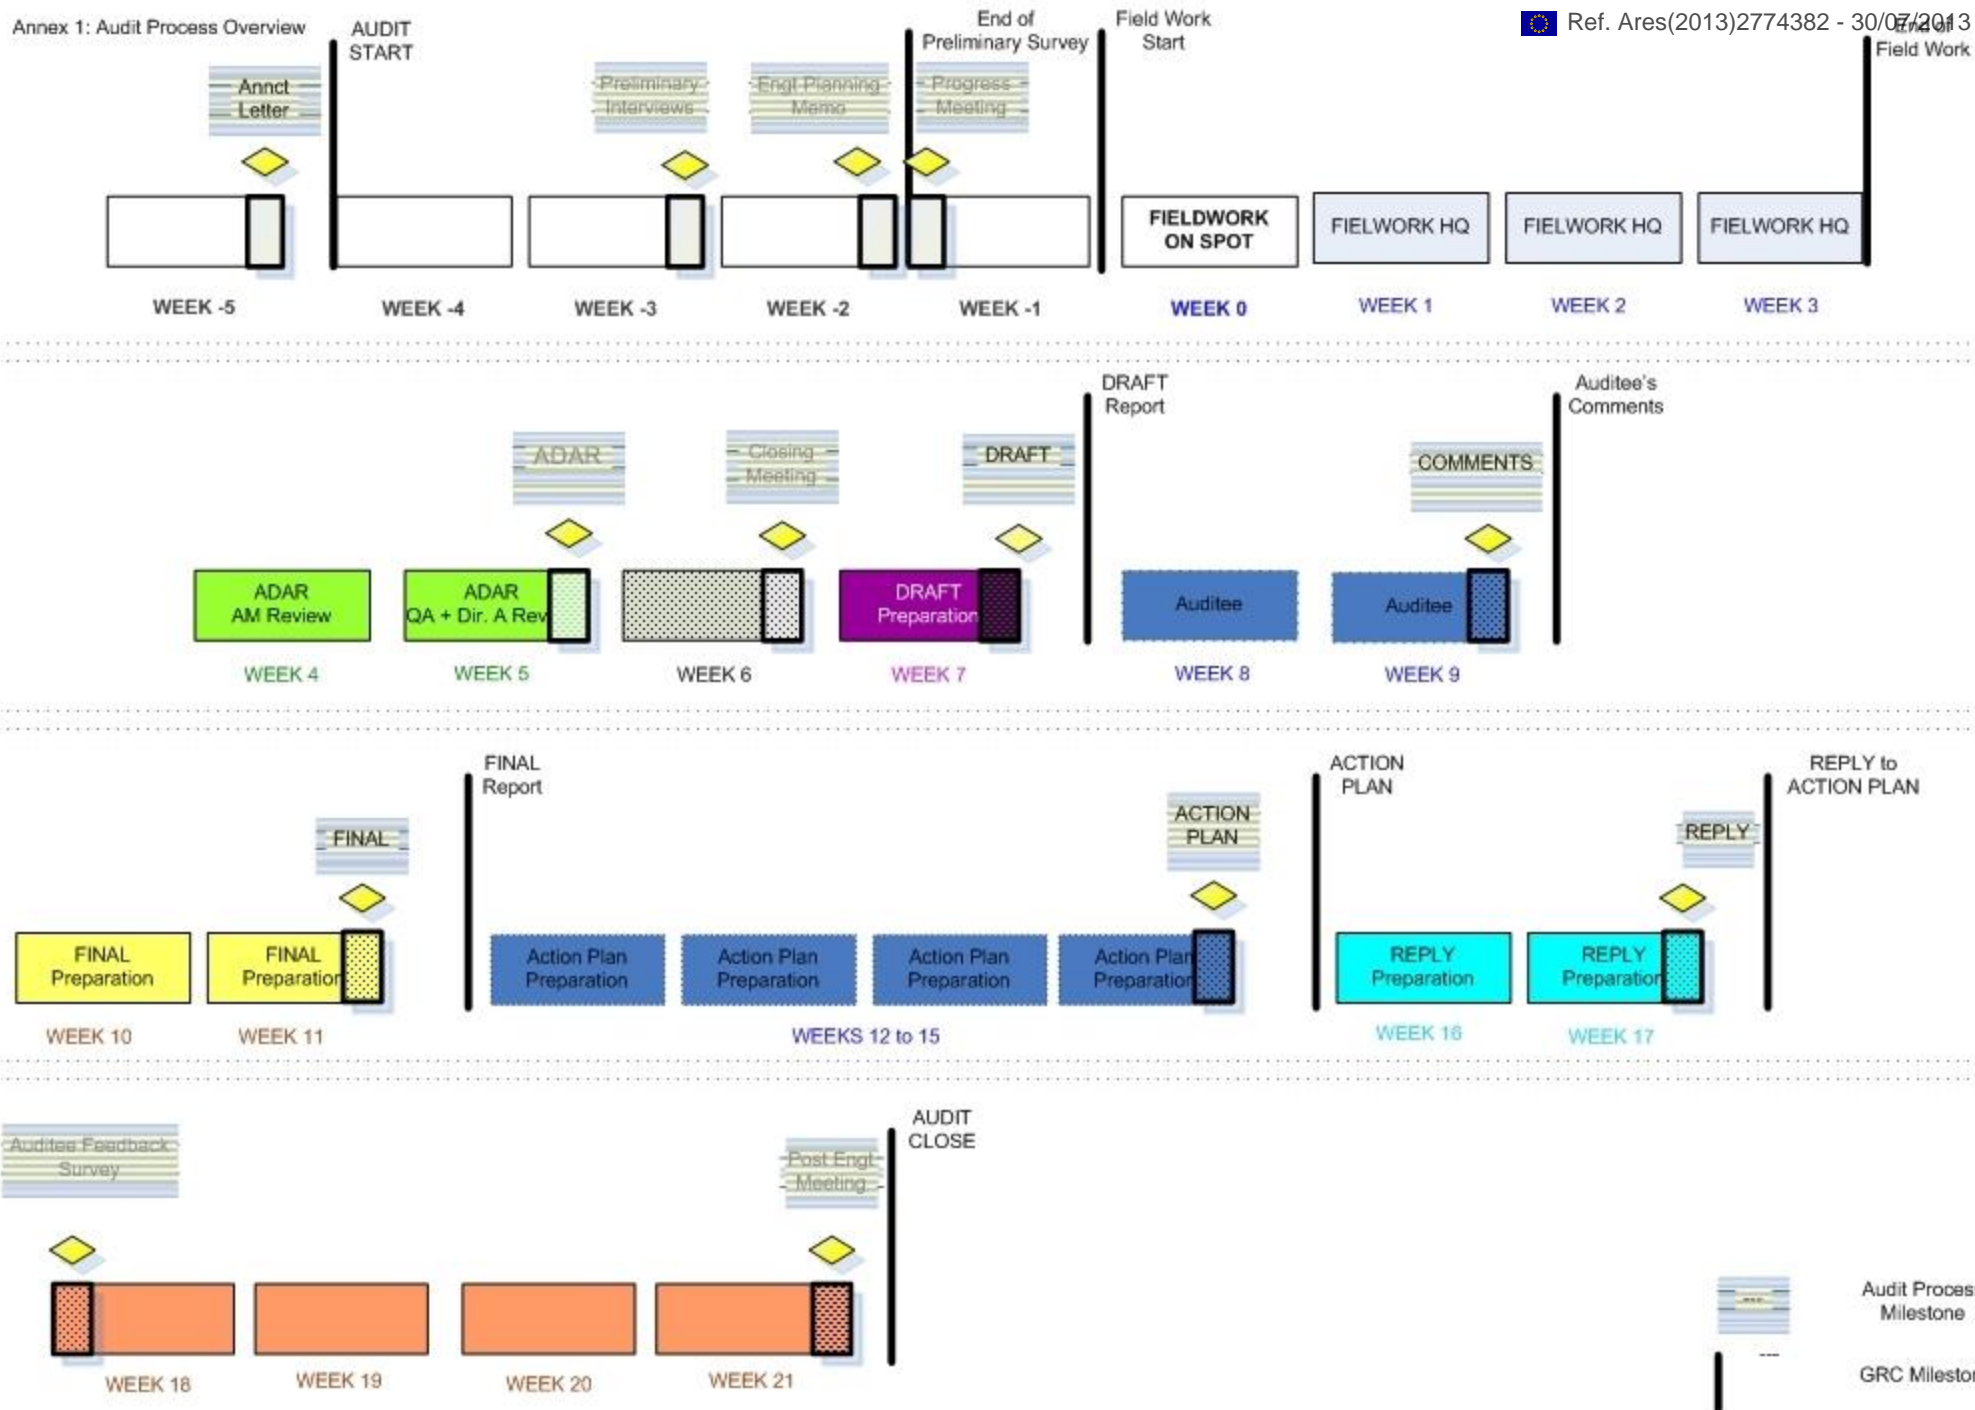 Annex 1: Audit Process Overview
Ref. Ares(2013)2774382 - 30/07/2013
AUDIT
START
End of
Preliminary Survey
Field Work
Start
End of
Field Work
Annct
Letter
Preliminary
Interviews
Engt Planning
Memo
Progress
Meeting
FIELDWORK
ON SPOT
FIELWORK HQ
FIELWORK HQ
FIELWORK HQ
WEEK -5
WEEK -4
WEEK -3
WEEK -2
WEEK -1
WEEK 0
WEEK 1
WEEK 2
WEEK 3
DRAFT
Report
Auditee's
Comments
ADAR
Closing
Meeting
DRAFT
COMMENTS
ADAR
AM Review
ADAR
QA + Dir. A Rev
DRAFT
Preparation
Auditee
Auditee
WEEK 4
WEEK 5
WEEK 6
WEEK 7
WEEK 8
WEEK 9
FINAL
Report
ACTION
PLAN
REPLY to
ACTION PLAN
FINAL
ACTION
PLAN
REPLY
FINAL
Preparation
FINAL
Preparation
Action Plan
Preparation
Action Plan
Preparation
Action Plan
Preparation
Action Plan
Preparation
REPLY
Preparation
REPLY
Preparation
WEEK 10
WEEK 11
WEEKS 12 to 15
WEEK 16
WEEK 17
AUDIT
CLOSE
Auditee Feedback
Survey
Post Engt
Meeting
WEEK 18
WEEK 19
WEEK 20
WEEK 21
---
Audit Proces
Milestone
---
GRC Milesto